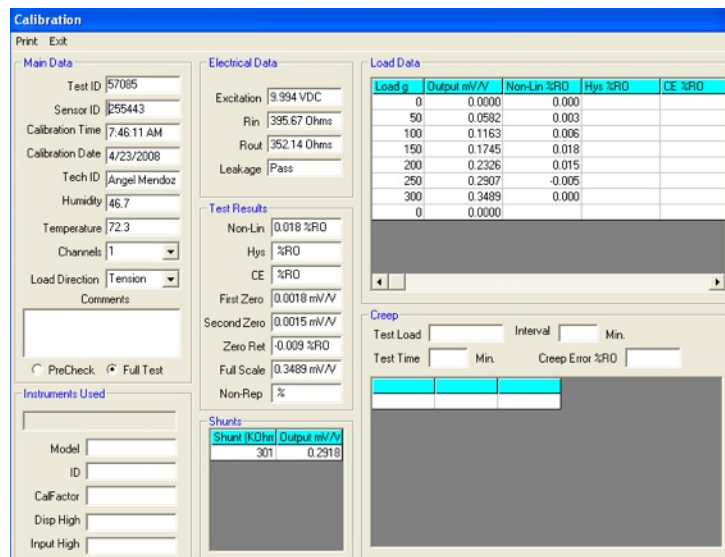 Calibration
Print Exit
Main Data
Test ID 57085
Sensor ID 255443
Calibration Time 7:46:11 AM
Calibration Date 4/23/2008
Tech ID Angel Mendoz
Humidity 46.7
Temperature 72.3
Channels 1
Load Direction Tension
Comments
PreCheck Full Test
Instruments Used
Model
ID
CalFactor
Disp High
Input High
Electrical Data
Excitation 9.994 VDC
Rin 395.67 Ohms
Rout 352.14 Ohms
Leakage Pass
Test Results
Non-Lin 0.018 %RO
Hys %RO
CE %RO
First Zero 0.0018 mV/V
Second Zero 0.0015 mV/V
Zero Ret -0.009 %RO
Full Scale 0.3489 mV/V
Non-Rep %
Shunts
Shunt (KOhm Output mV/V
301 0.2918
Load Data
Load g Output mV/V Non-Lin %RO Hys %RO CE %RO
0 0.0000 0.000
50 0.0582 0.003
100 0.1163 0.006
150 0.1745 0.018
200 0.2326 0.015
250 0.2907 -0.005
300 0.3489 0.000
0 0.0000
Creep
Test Load Interval Min.
Test Time Min. Creep Error %RO